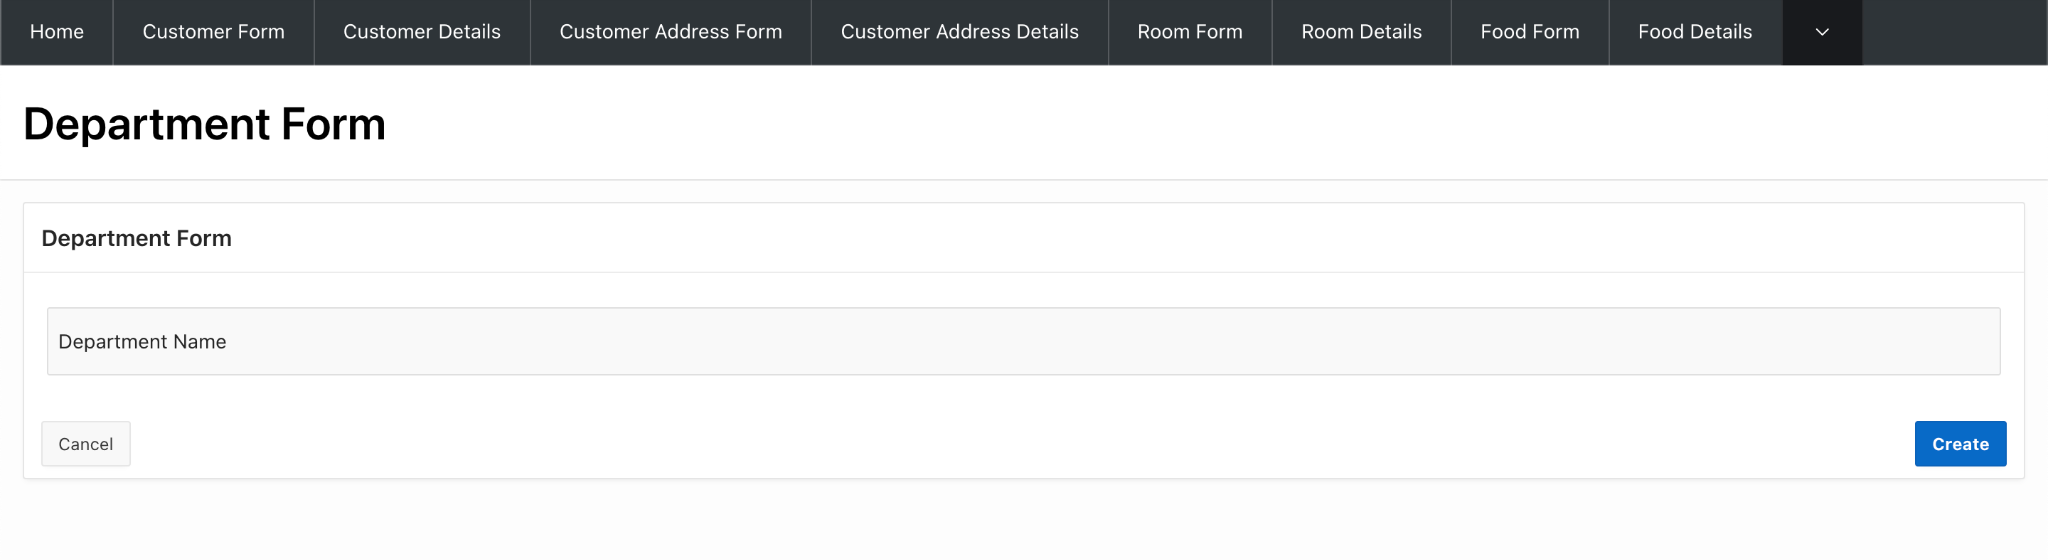 Home Customer Form Customer Details Customer Address Form Customer Address Details Room Form Room Details Food Form Food Details
Department Form
Department Form
Department Name
Cancel Create